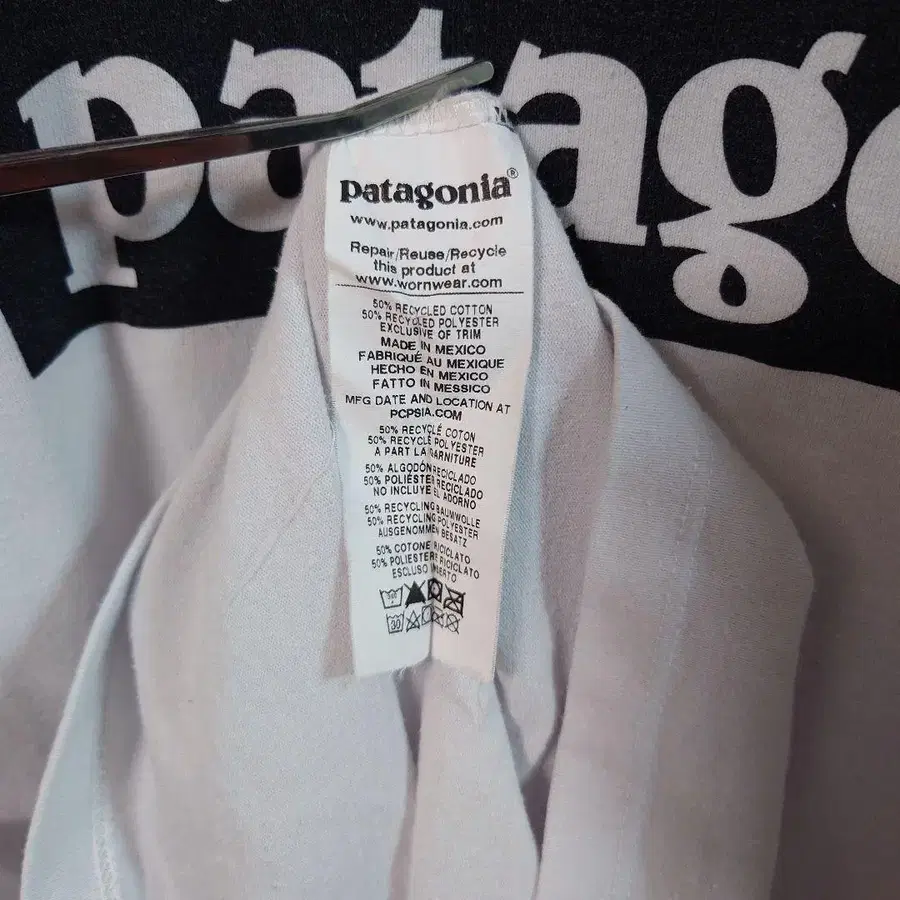 patag
patagonia®
www.patagonia.com
Repair/Reuse/Recycle
this product at
www.wornwear.com
50% RECYCLED COTTON
50% RECYCLED POLYESTER
EXCLUSIVE OF TRIM
MADE IN MEXICO
FABRIQUÉ AU MEXIQUE
HECHO EN MEXICO
FATTO IN MESSICO
MFG DATE AND LOCATION AT
PCPSIA.COM
50% RECYCLÉ COTON
50% RECYCLÉ POLYESTER
A PART LA GARNITURE
50% ALGODÓN RECICLADO
50% POLIÉSTER RECICLADO
NO INCLUYE EL ADORNO
50% RECYCLING BAUMWOLLE
50% RECYCLING POLYESTER
AUSGENOMMEN BESATZ
50% COTONE RICICLATO
50% POLIESTERE RICICLATO
ESCLUSO
30